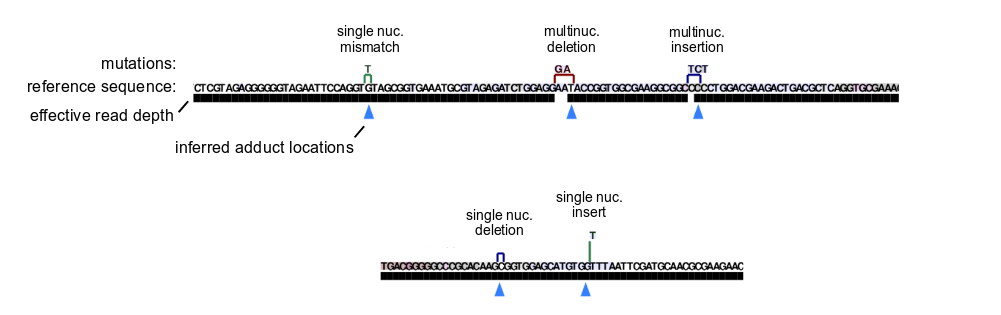 single nuc.
mismatch
multinuc.
deletion
multinuc.
insertion
mutations:
T
GA
TCT
reference sequence:
CTCGTAGAGGGGGGTAGAATTCCAGGTGTAGCGGTGAAATGCGTAGAGATCTGGAGGAATACCGGTGGCGAAGGCGGCCCCCTGGACGAAGACTGACGCTCAGGTGCGAAA
effective read depth
inferred adduct locations
single nuc.
insert
single nuc.
deletion
T
TGACGGGGGCCCGCACAAGCGGTGGAGCATGTGGTTTAATTCGATGCAACGCGAAGAAC